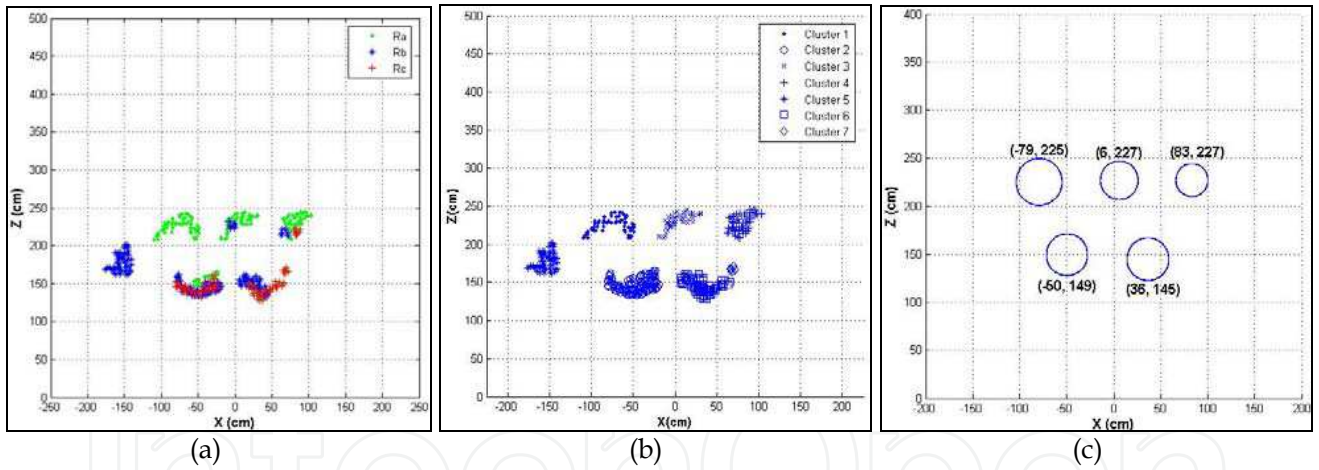 500
450
400
350
300
250
200
150
100
50
0
Z (cm)
-250 -200 -150 -100 -50 0 50 100 150 200 250
X (cm)
Ra
Rb
Rc
(a)
500
450
400
350
300
250
200
150
100
50
0
Z(cm)
-200 -150 -100 -50 0 50 100 150 200
X(cm)
Cluster 1
Cluster 2
Cluster 3
Cluster 4
Cluster 5
Cluster 6
Cluster 7
(b)
400
350
300
250
200
150
100
50
0
Z (cm)
-200 -150 -100 -50 0 50 100 150 200
X (cm)
(-79, 225) (6, 227) (83, 227)
(-50, 149) (36, 145)
(c)